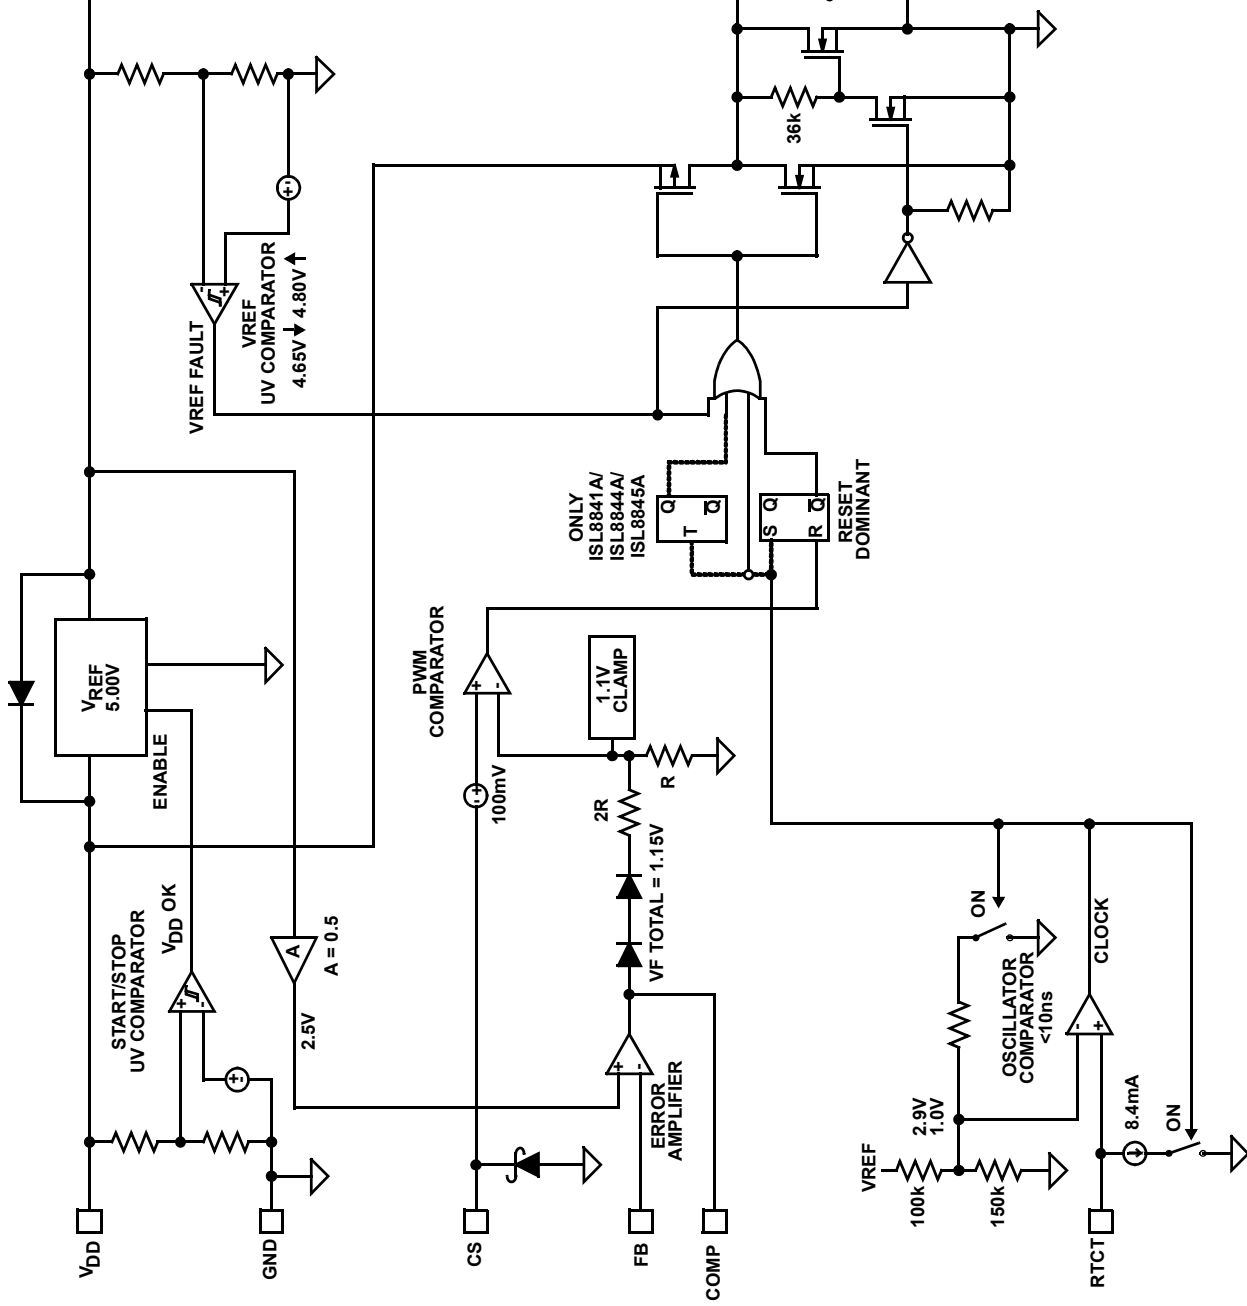 VDD
GND
START/STOP
UV COMPARATOR
+
-
+ -
VDD OK
ENABLE
VREF
5.00V
VREF FAULT
-
+
+ -
VREF
UV COMPARATOR
4.65V 4.80V
A
A = 0.5
2.5V
CS
100mV
- +
PWM
COMPARATOR
+
-
FB
COMP
ERROR
AMPLIFIER
+
-
VF TOTAL = 1.15V
2R
R
1.1V
CLAMP
ONLY
ISL8841A/
ISL8844A/
ISL8845A
T
Q
Q
S Q
R Q
RESET
DOMINANT
36k
RTCT
VREF
100k
150k
2.9V
1.0V
OSCILLATOR
COMPARATOR
<10ns
-
+
ON
CLOCK
8.4mA
ON